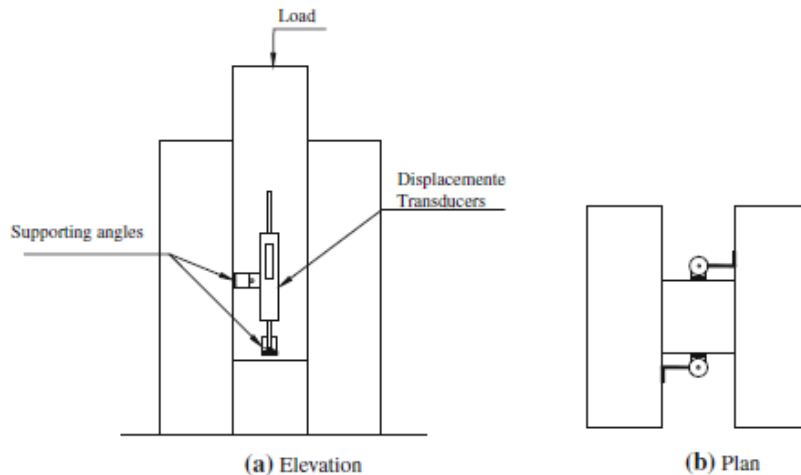 Load
Displacemente
Transducers
Supporting angles
(a) Elevation
(b) Plan